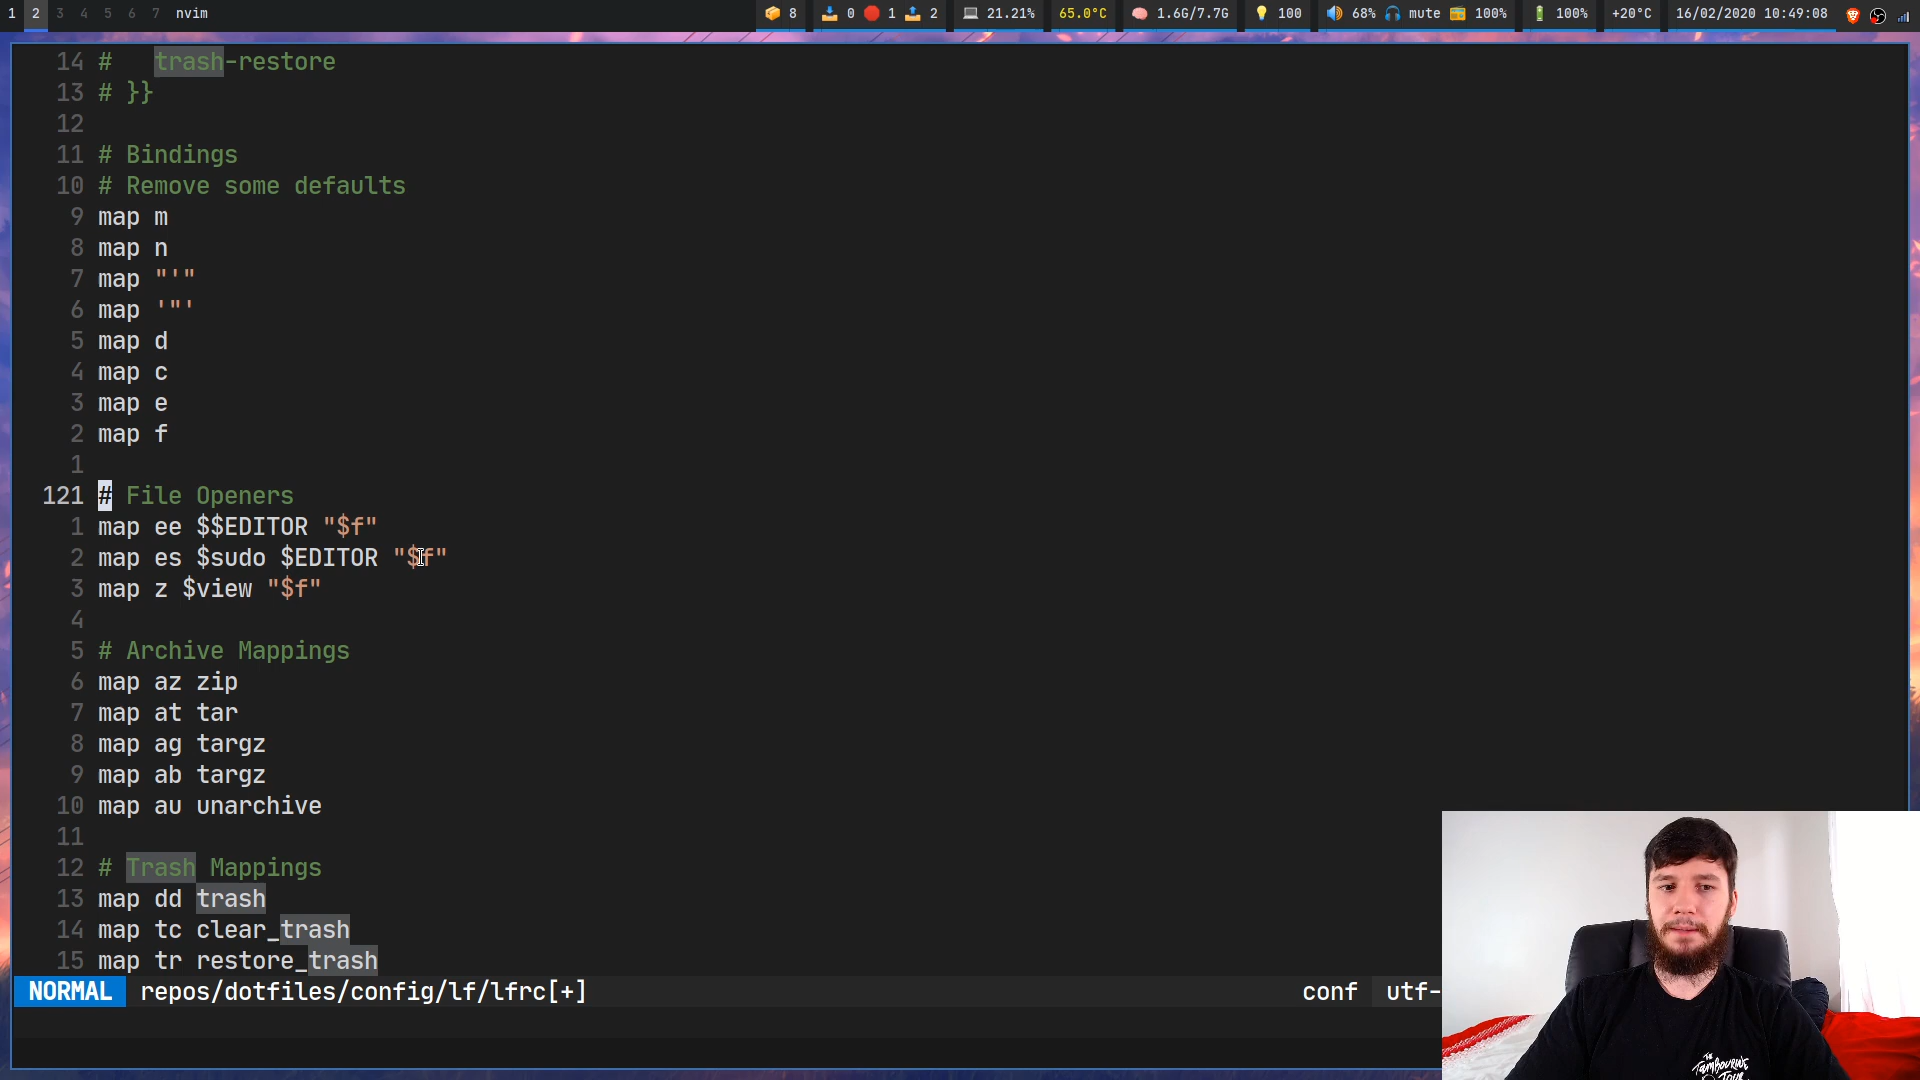 1 2 3 4 5 6 7 nvim 8 0 1 2 21.21% 65.0°C 1.6G/7.7G 100 68% mute 100% 100% +20°C 16/02/2020 10:49:08
14 #   trash-restore
13 # }}
12
11 # Bindings
10 # Remove some defaults
9 map m
8 map n
7 map "'"
6 map '"'
5 map d
4 map c
3 map e
2 map f
1
121 # File Openers
1 map ee $$EDITOR "$f"
2 map es $sudo $EDITOR "$f"
3 map z $view "$f"
4
5 # Archive Mappings
6 map az zip
7 map at tar
8 map ag targz
9 map ab targz
10 map au unarchive
11
12 # Trash Mappings
13 map dd trash
14 map tc clear_trash
15 map tr restore_trash
NORMAL repos/dotfiles/config/lf/lfrc[+] conf utf-
THE
TAMBOURINE
TOUR